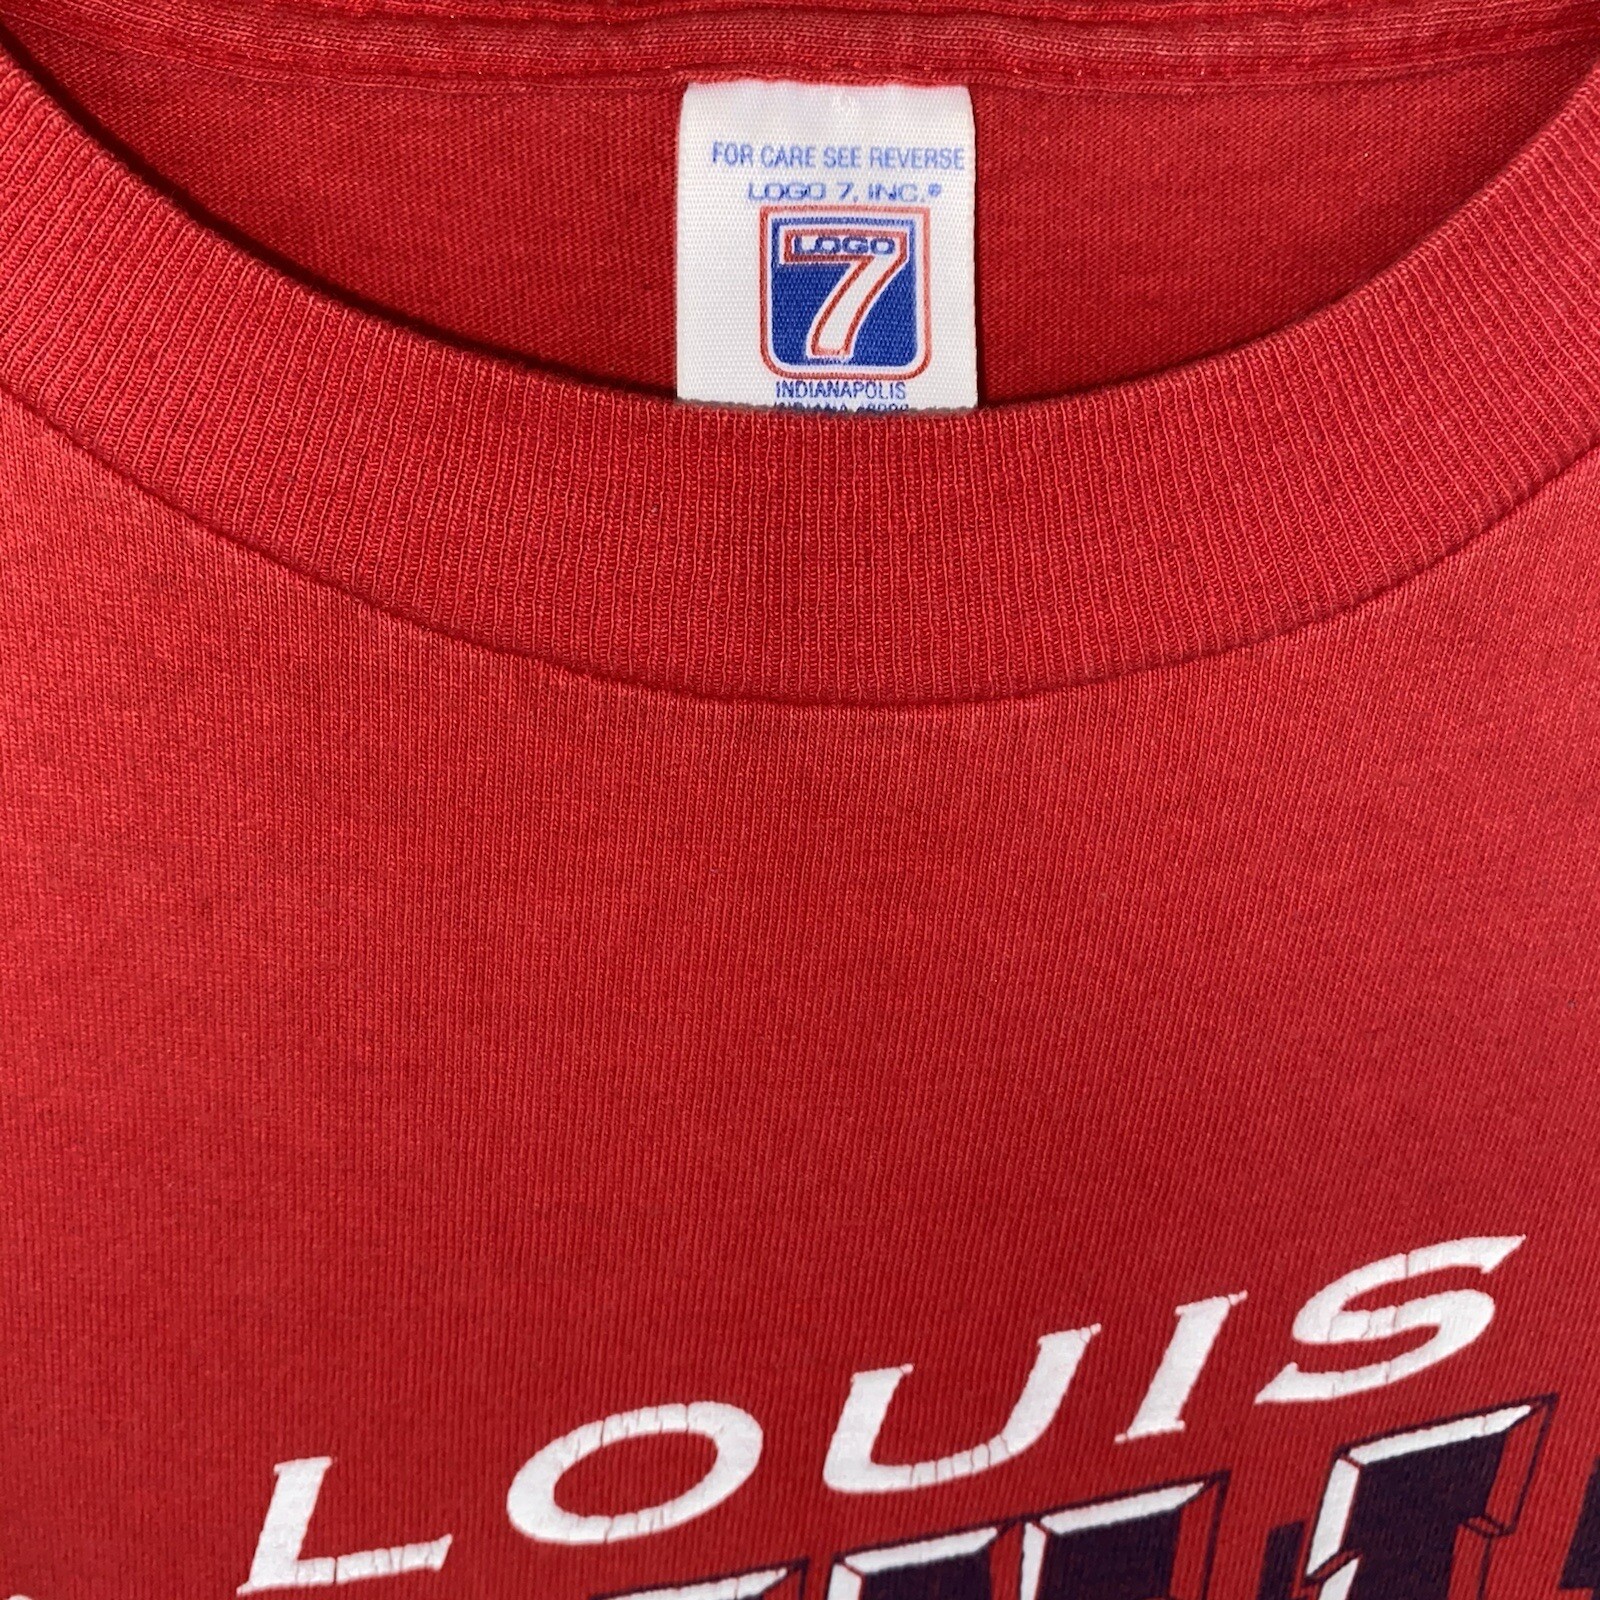 FOR CARE SEE REVERSE
LOGO 7, INC.®
LOGO
7
INDIANAPOLIS
LOUIS